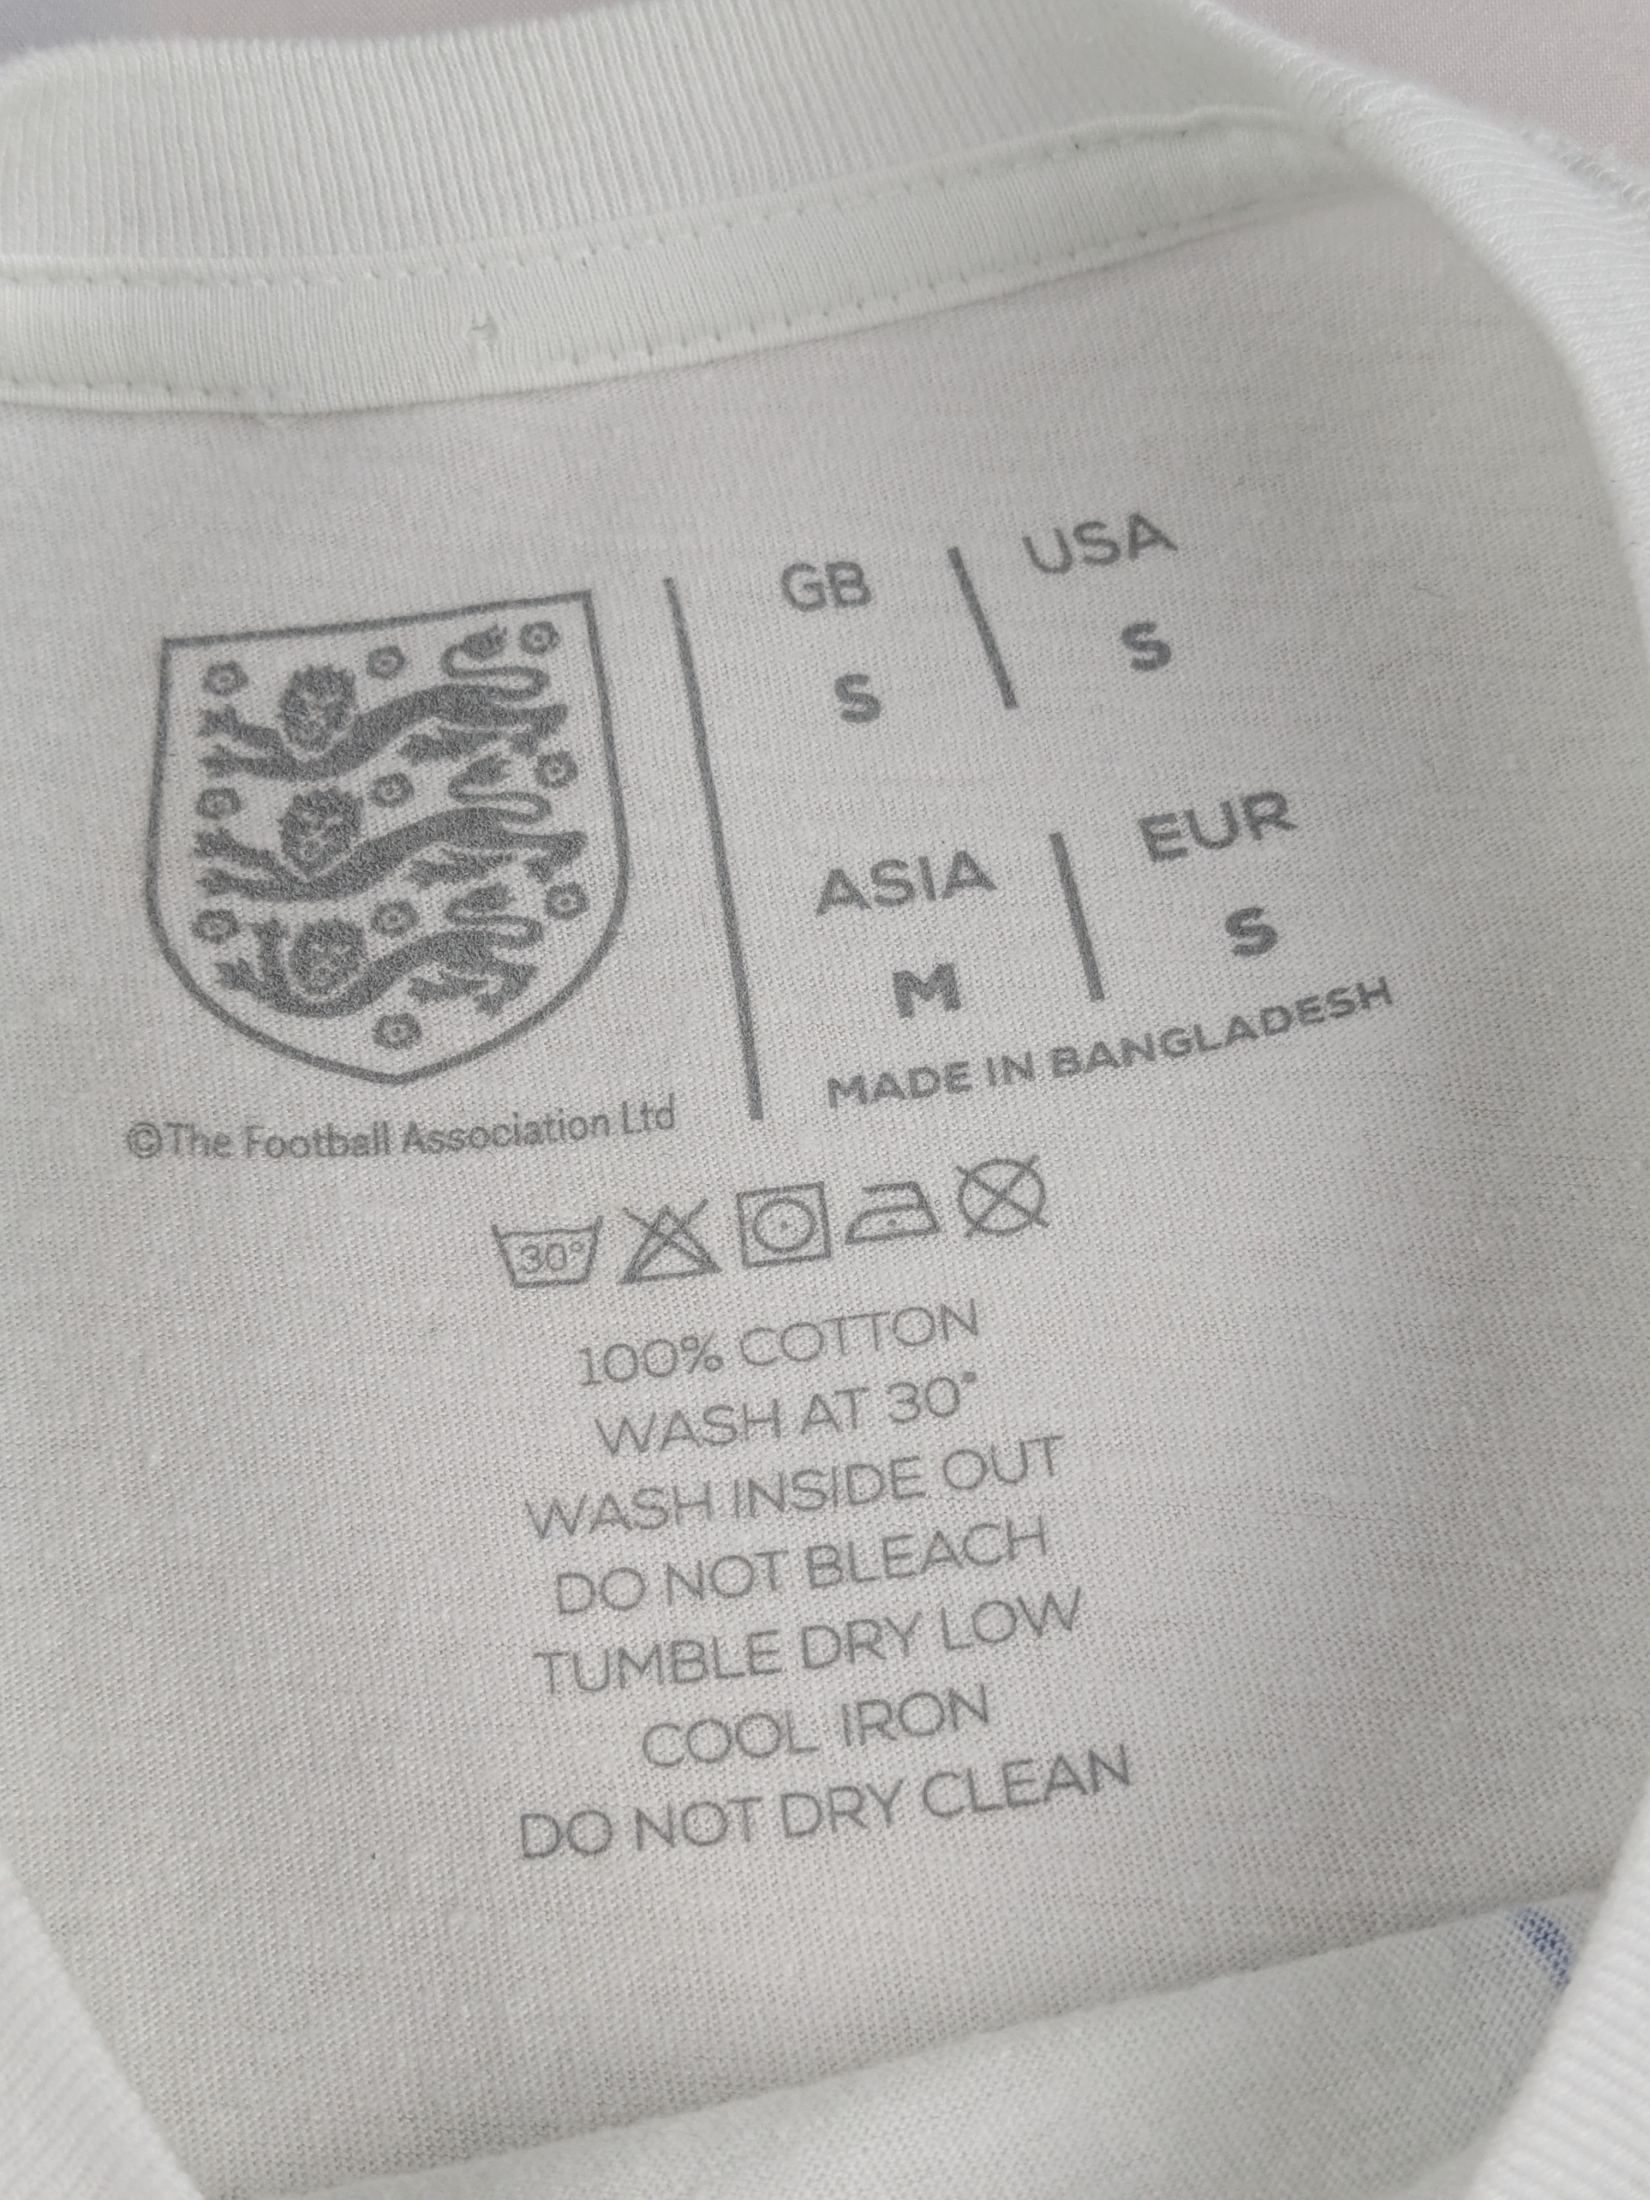 GB | USA
S S
ASIA | EUR
M S
MADE IN BANGLADESH
©The Football Association Ltd
30°
100% COTTON
WASH AT 30°
WASH INSIDE OUT
DO NOT BLEACH
TUMBLE DRY LOW
COOL IRON
DO NOT DRY CLEAN